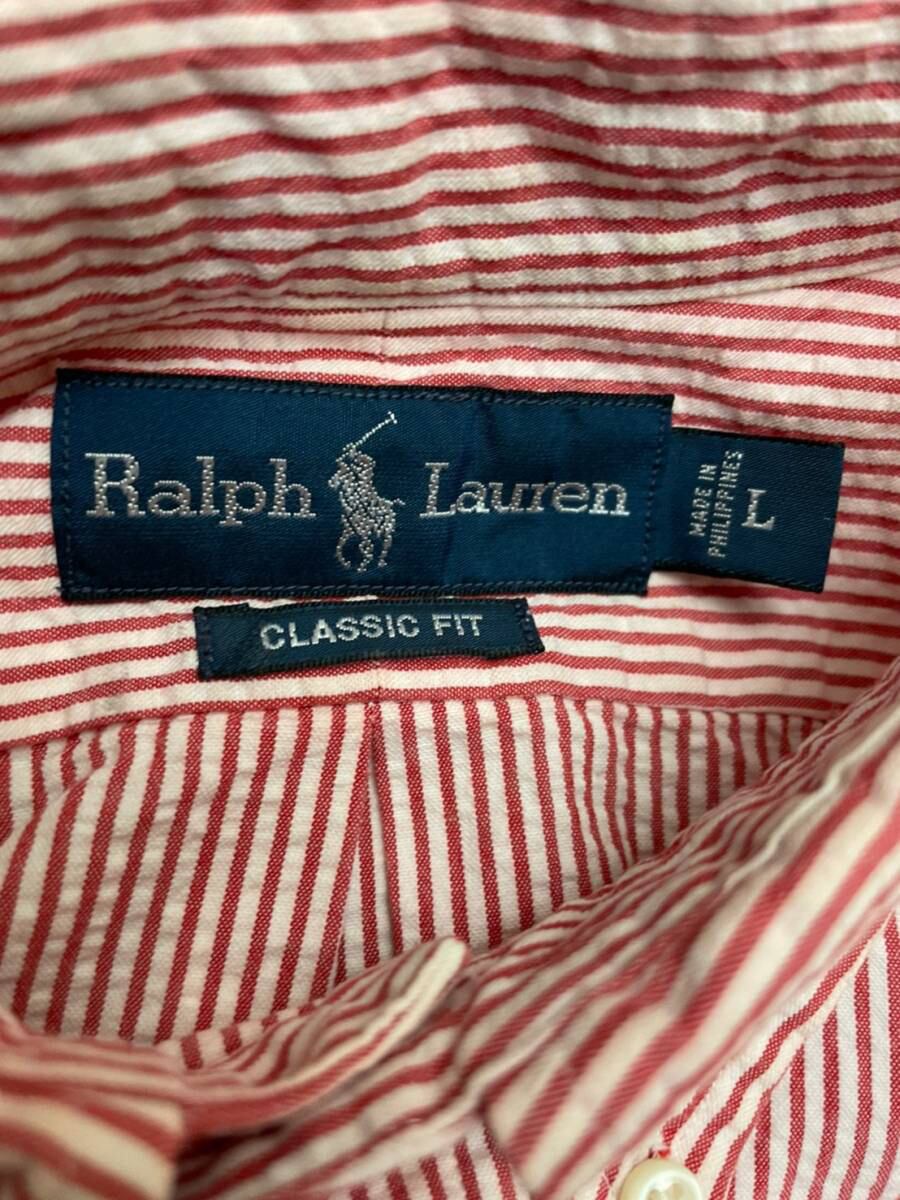 Ralph Lauren
MADE IN
PHILIPPINES
L
CLASSIC FIT